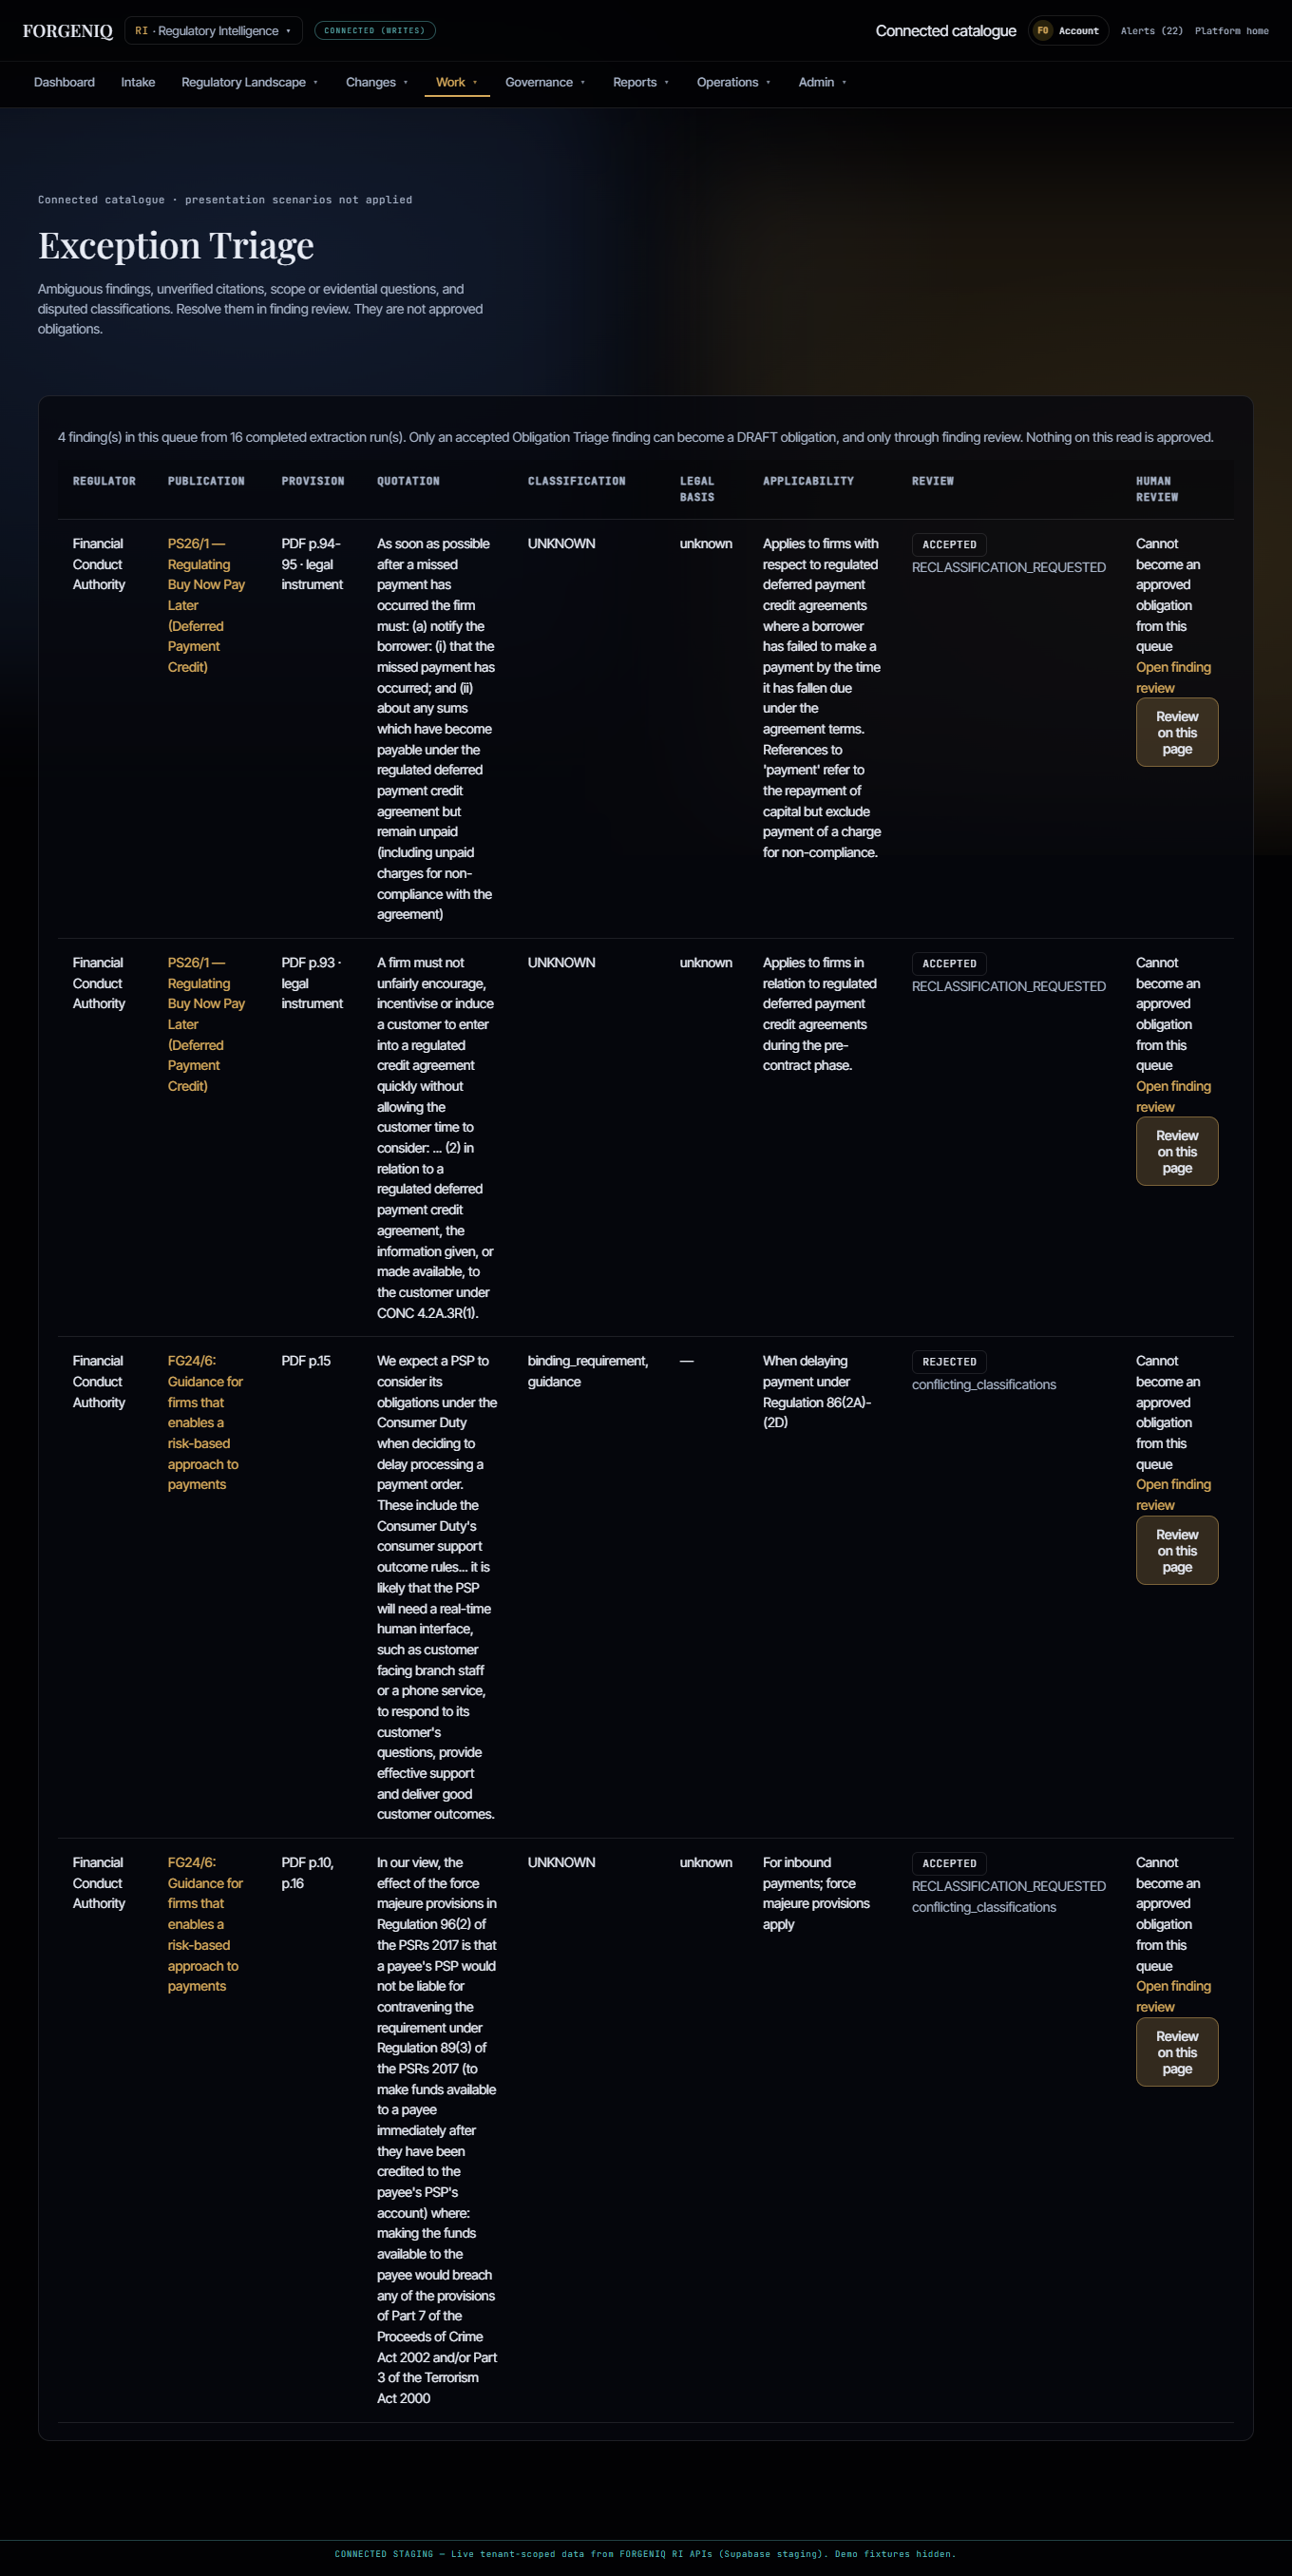 FORGENIQ
RI · Regulatory Intelligence ▾
CONNECTED (WRITES)
Connected catalogue
FO Account
Alerts (22)
Platform home
Dashboard
Intake
Regulatory Landscape ▾
Changes ▾
Work ▾
Governance ▾
Reports ▾
Operations ▾
Admin ▾
Connected catalogue · presentation scenarios not applied
Exception Triage
Ambiguous findings, unverified citations, scope or evidential questions, and
disputed classifications. Resolve them in finding review. They are not approved
obligations.
4 finding(s) in this queue from 16 completed extraction run(s). Only an accepted Obligation Triage finding can become a DRAFT obligation, and only through finding review. Nothing on this read is approved.
REGULATOR
PUBLICATION
PROVISION
QUOTATION
CLASSIFICATION
LEGAL
BASIS
APPLICABILITY
REVIEW
HUMAN
REVIEW
Financial
Conduct
Authority
PS26/1 —
Regulating
Buy Now Pay
Later
(Deferred
Payment
Credit)
PDF p.94-
95 · legal
instrument
As soon as possible
after a missed
payment has
occurred the firm
must: (a) notify the
borrower: (i) that the
missed payment has
occurred; and (ii)
about any sums
which have become
payable under the
regulated deferred
payment credit
agreement but
remain unpaid
(including unpaid
charges for non-
compliance with the
agreement)
UNKNOWN
unknown
Applies to firms with
respect to regulated
deferred payment
credit agreements
where a borrower
has failed to make a
payment by the time
it has fallen due
under the
agreement terms.
References to
'payment' refer to
the repayment of
capital but exclude
payment of a charge
for non-compliance.
ACCEPTED
RECLASSIFICATION_REQUESTED
Cannot
become an
approved
obligation
from this
queue
Open finding
review
Review
on this
page
Financial
Conduct
Authority
PS26/1 —
Regulating
Buy Now Pay
Later
(Deferred
Payment
Credit)
PDF p.93 ·
legal
instrument
A firm must not
unfairly encourage,
incentivise or induce
a customer to enter
into a regulated
credit agreement
quickly without
allowing the
customer time to
consider: ... (2) in
relation to a
regulated deferred
payment credit
agreement, the
information given, or
made available, to
the customer under
CONC 4.2A.3R(1).
UNKNOWN
unknown
Applies to firms in
relation to regulated
deferred payment
credit agreements
during the pre-
contract phase.
ACCEPTED
RECLASSIFICATION_REQUESTED
Cannot
become an
approved
obligation
from this
queue
Open finding
review
Review
on this
page
Financial
Conduct
Authority
FG24/6:
Guidance for
firms that
enables a
risk-based
approach to
payments
PDF p.15
We expect a PSP to
consider its
obligations under the
Consumer Duty
when deciding to
delay processing a
payment order.
These include the
Consumer Duty's
consumer support
outcome rules... it is
likely that the PSP
will need a real-time
human interface,
such as customer
facing branch staff
or a phone service,
to respond to its
customer's
questions, provide
effective support
and deliver good
customer outcomes.
binding_requirement,
guidance
—
When delaying
payment under
Regulation 86(2A)-
(2D)
REJECTED
conflicting_classifications
Cannot
become an
approved
obligation
from this
queue
Open finding
review
Review
on this
page
Financial
Conduct
Authority
FG24/6:
Guidance for
firms that
enables a
risk-based
approach to
payments
PDF p.10,
p.16
In our view, the
effect of the force
majeure provisions in
Regulation 96(2) of
the PSRs 2017 is that
a payee's PSP would
not be liable for
contravening the
requirement under
Regulation 89(3) of
the PSRs 2017 (to
make funds available
to a payee
immediately after
they have been
credited to the
payee's PSP's
account) where:
making the funds
available to the
payee would breach
any of the provisions
of Part 7 of the
Proceeds of Crime
Act 2002 and/or Part
3 of the Terrorism
Act 2000
UNKNOWN
unknown
For inbound
payments; force
majeure provisions
apply
ACCEPTED
RECLASSIFICATION_REQUESTED
conflicting_classifications
Cannot
become an
approved
obligation
from this
queue
Open finding
review
Review
on this
page
CONNECTED STAGING — Live tenant-scoped data from FORGENIQ RI APIs (Supabase staging). Demo fixtures hidden.